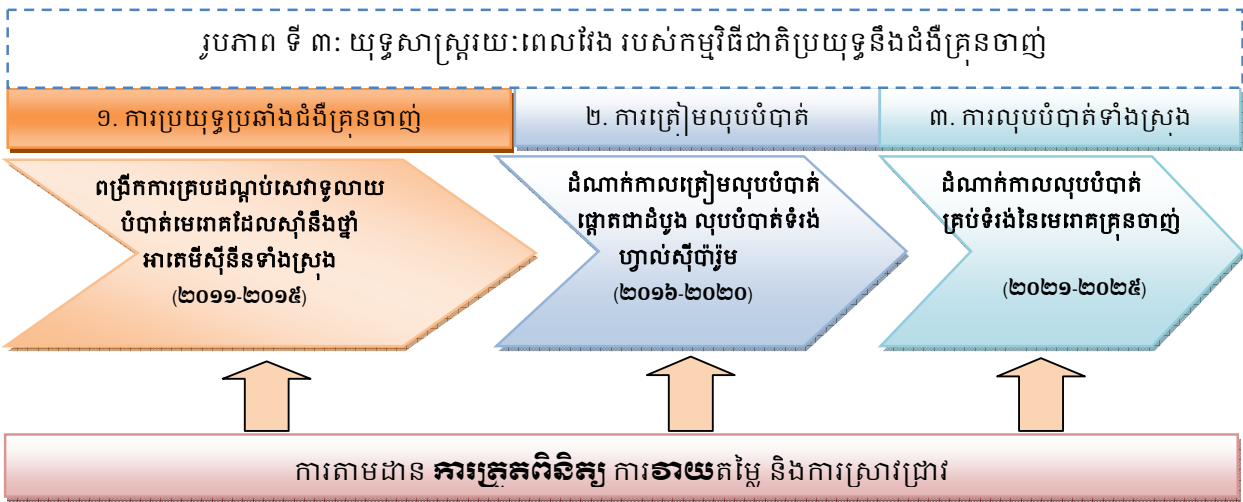 រូបភាព ទី ៣: យុទ្ធសាស្ត្ររយៈពេលវែង របស់កម្មវិធីជាតិប្រយុទ្ធនឹងជំងឺគ្រុនចាញ់
១. ការប្រយុទ្ធប្រឆាំងជំងឺគ្រុនចាញ់
២. ការត្រៀមលុបបំបាត់
៣. ការលុបបំបាត់ទាំងស្រុង
ពង្រីកការគ្របដណ្តប់សេវាទូលាយ
បំបាត់មេរោគដែលស៊ាំនឹងថ្នាំ
អាតេមីស៊ីនីនទាំងស្រុង
(២០១១-២០១៥)
ដំណាក់កាលត្រៀមលុបបំបាត់
ផ្តោតជាដំបូង លុបបំបាត់ទំរង់
ហ្វាល់ស៊ីប៉ារ៉ូម
(២០១៦-២០២០)
ដំណាក់កាលលុបបំបាត់
គ្រប់ទំរង់នៃមេរោគគ្រុនចាញ់
(២០២១-២០២៥)
ការតាមដាន ការត្រួតពិនិត្យ ការវាយតម្លៃ និងការស្រាវជ្រាវ